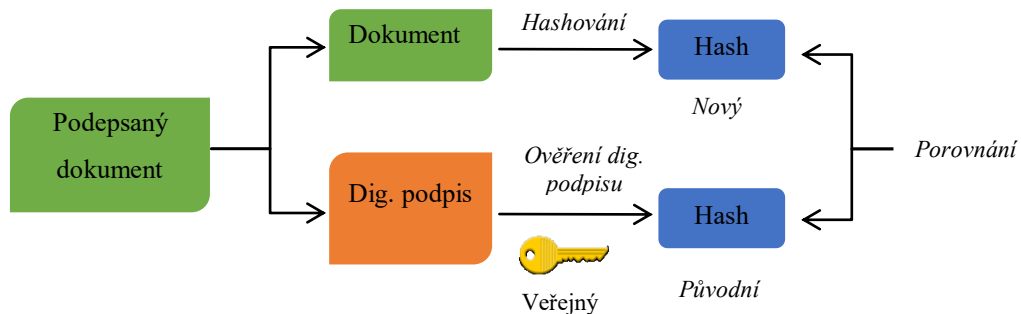 Podepsaný
dokument
Dokument
Hashování
Hash
Nový
Dig. podpis
Ověření dig.
podpisu
Veřejný
Hash
Původní
Porovnání